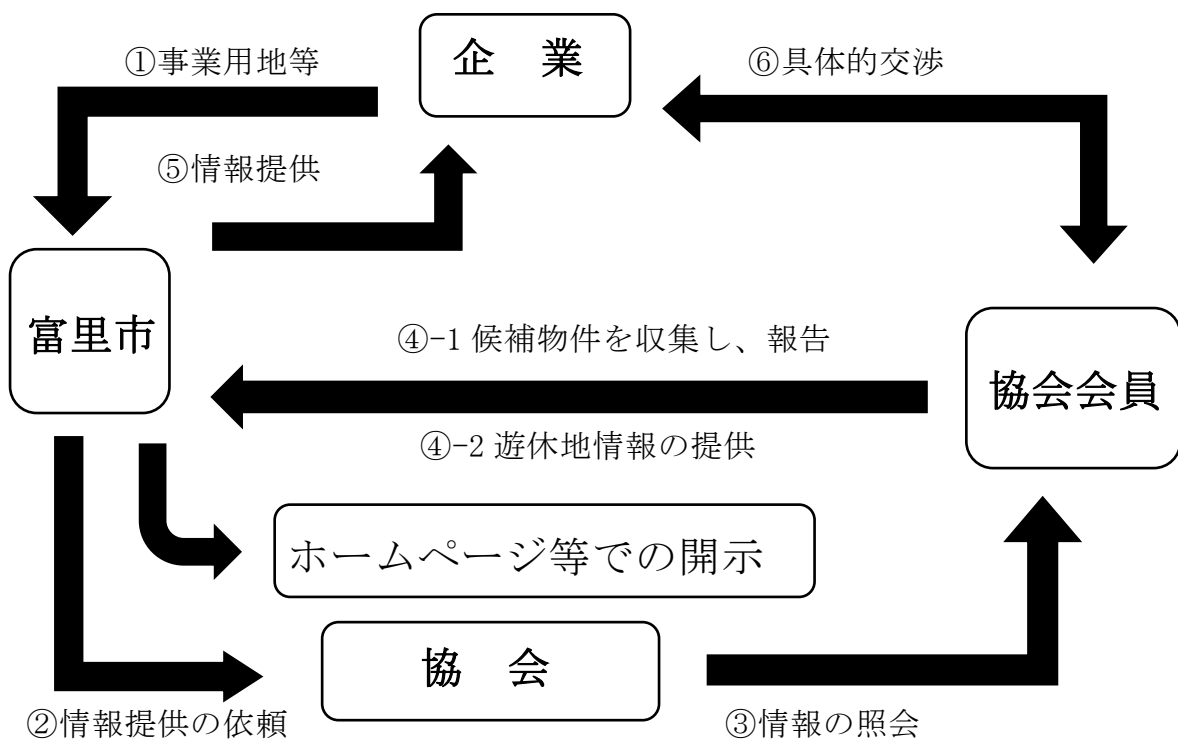 企　業
①事業用地等
⑥具体的交渉
⑤情報提供
富里市
④-1 候補物件を収集し、報告
協会会員
④-2 遊休地情報の提供
ホームページ等での開示
協　会
②情報提供の依頼
③情報の照会